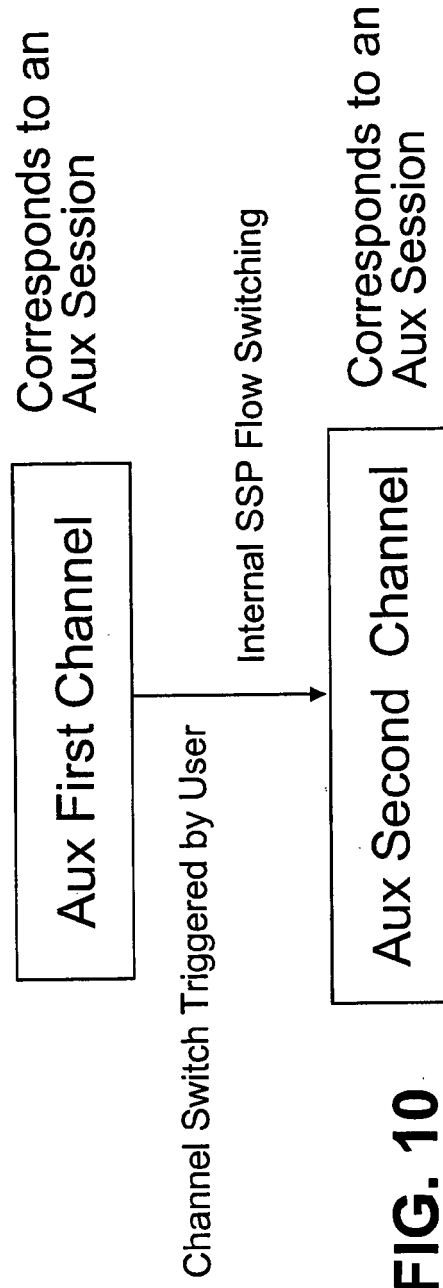 Aux First Channel
Corresponds to an
Aux Session
Channel Switch Triggered by User
Internal SSP Flow Switching
Aux Second Channel
Corresponds to an
Aux Session
FIG. 10